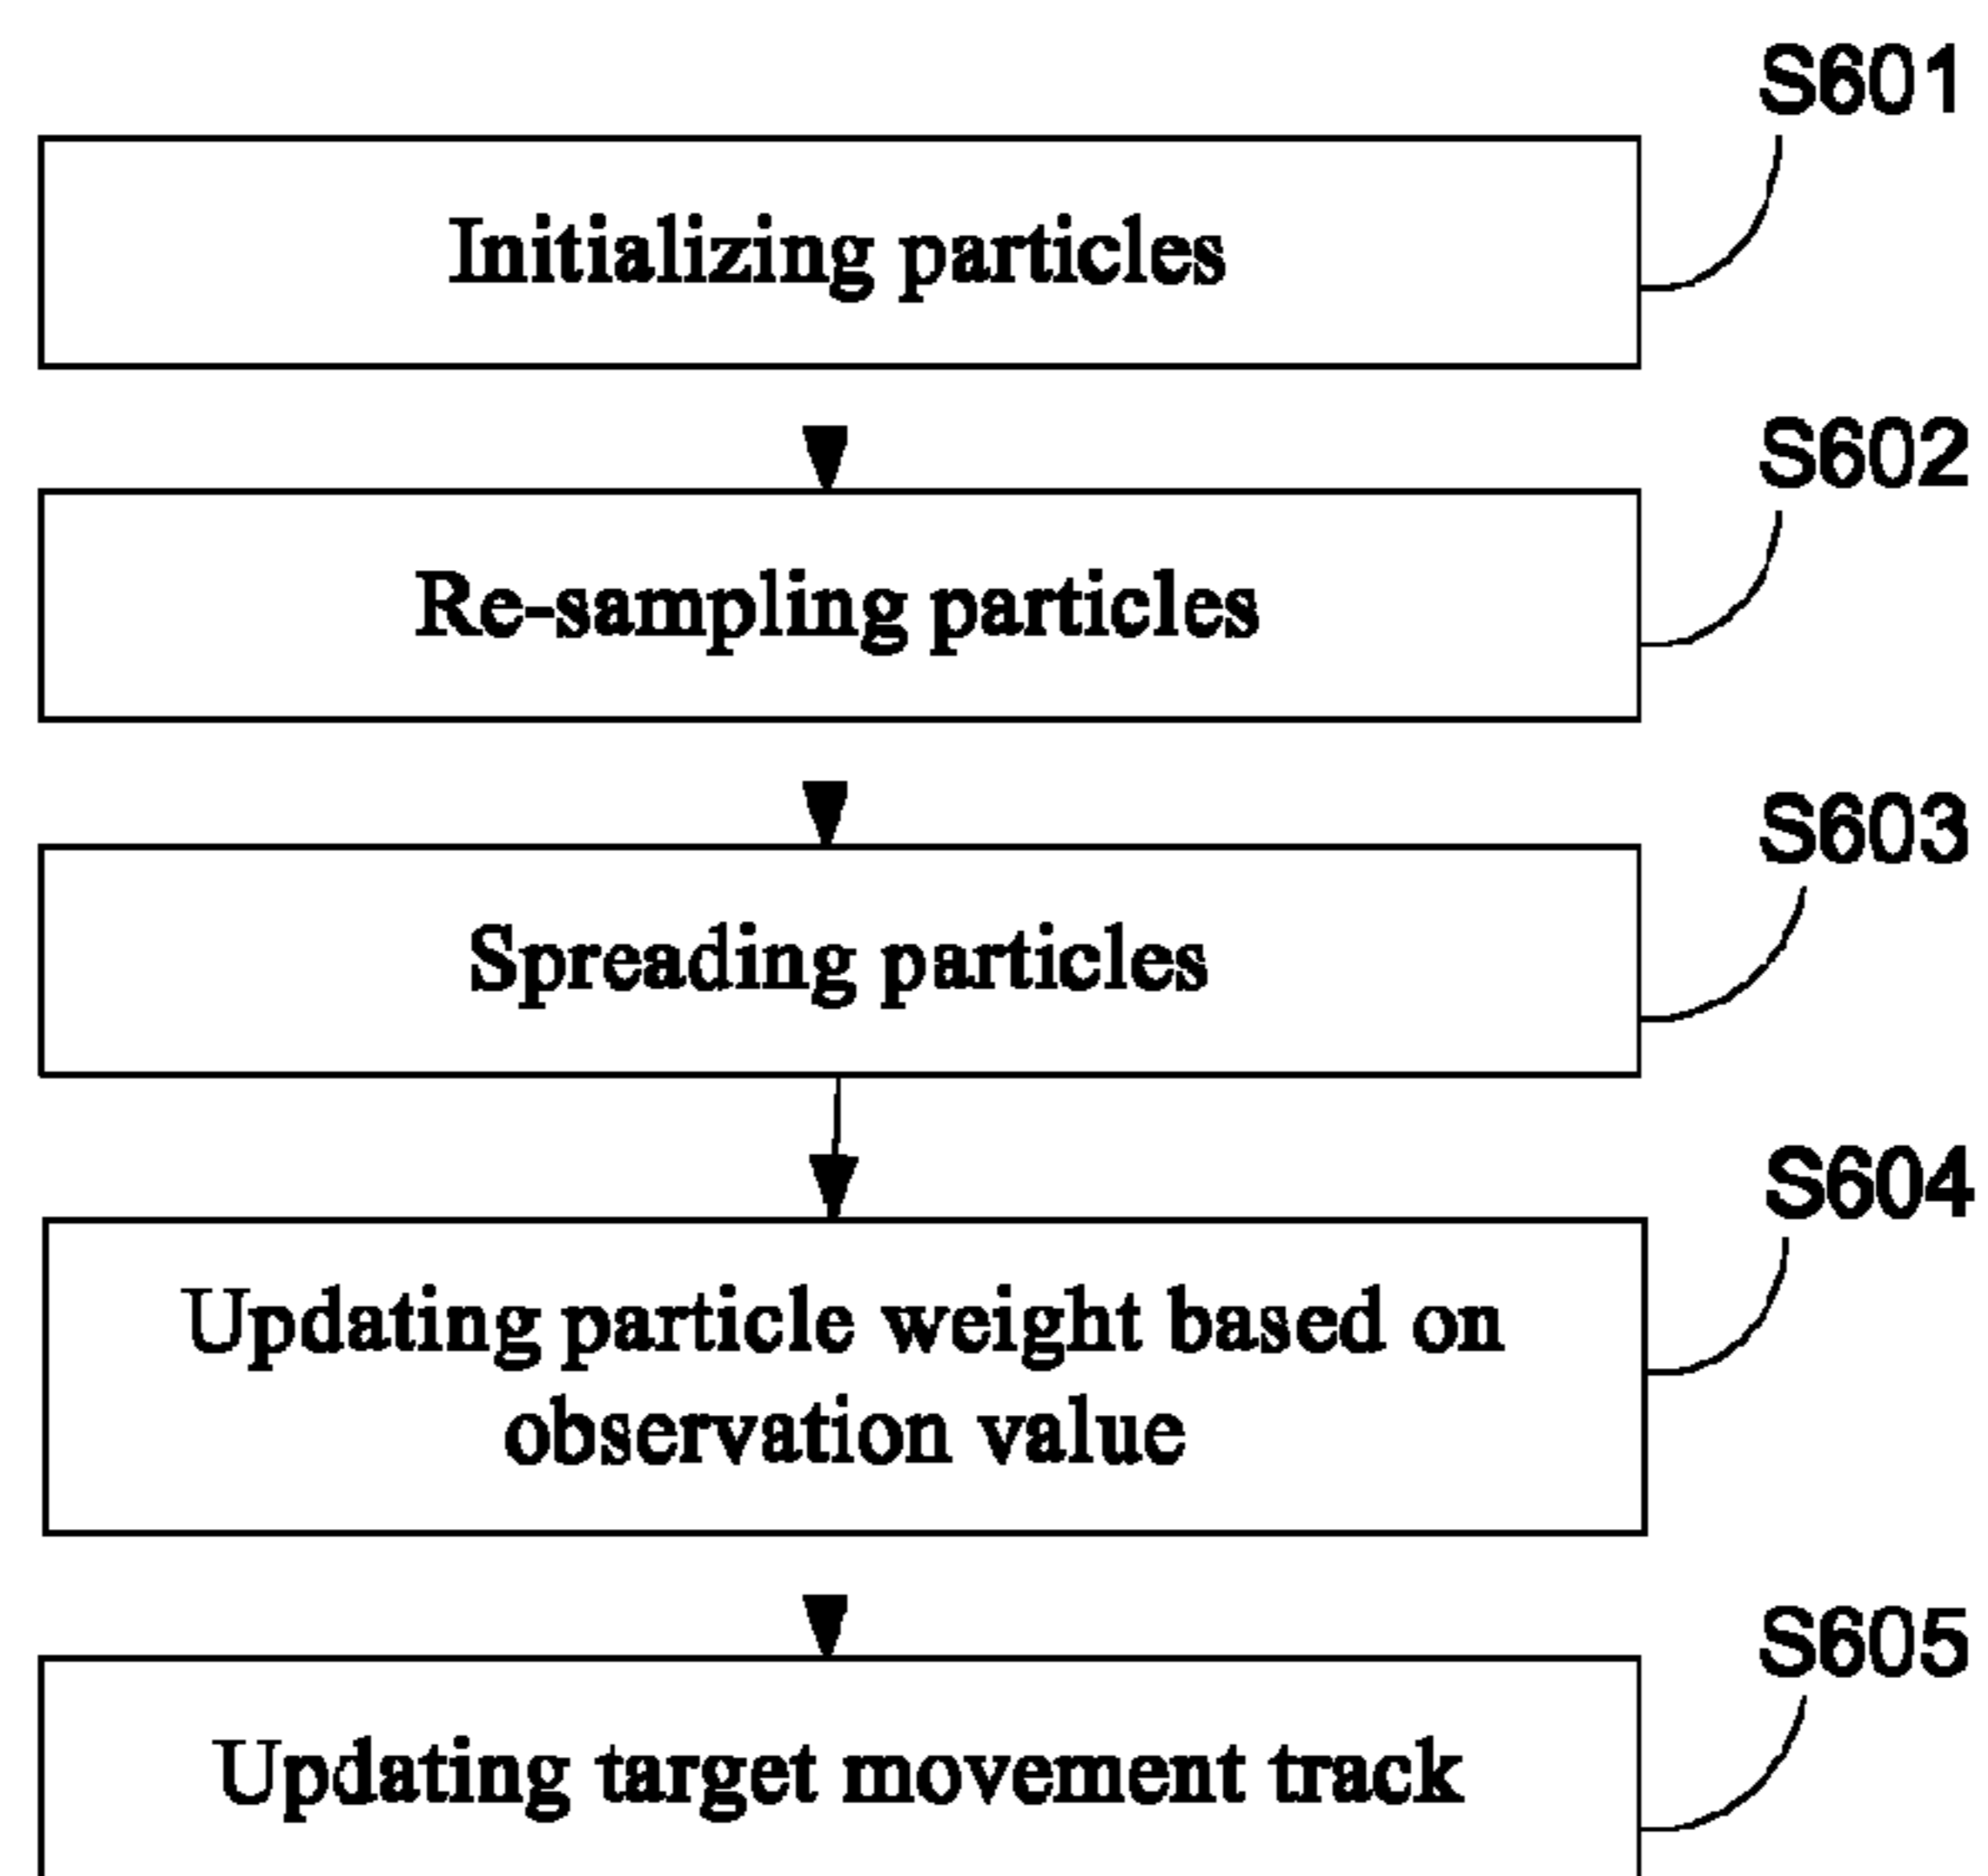 S601
Initializing particles
S602
Re-sampling particles
S603
Spreading particles
S604
Updating particle weight based on
observation value
S605
Updating target movement track